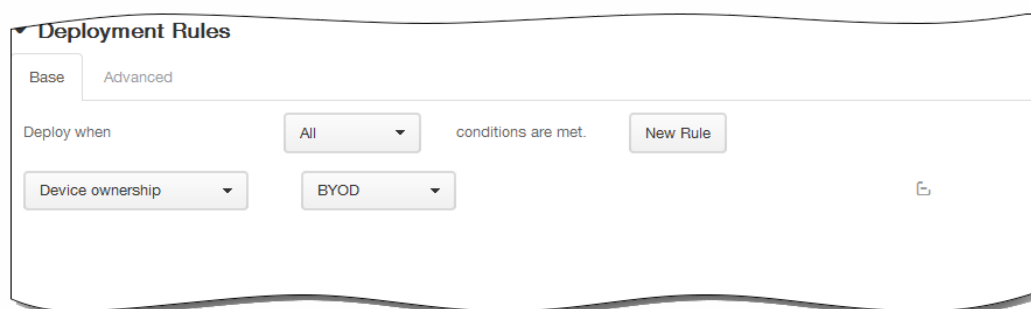 Deployment Rules
Base Advanced
Deploy when All conditions are met. New Rule
Device ownership BYOD